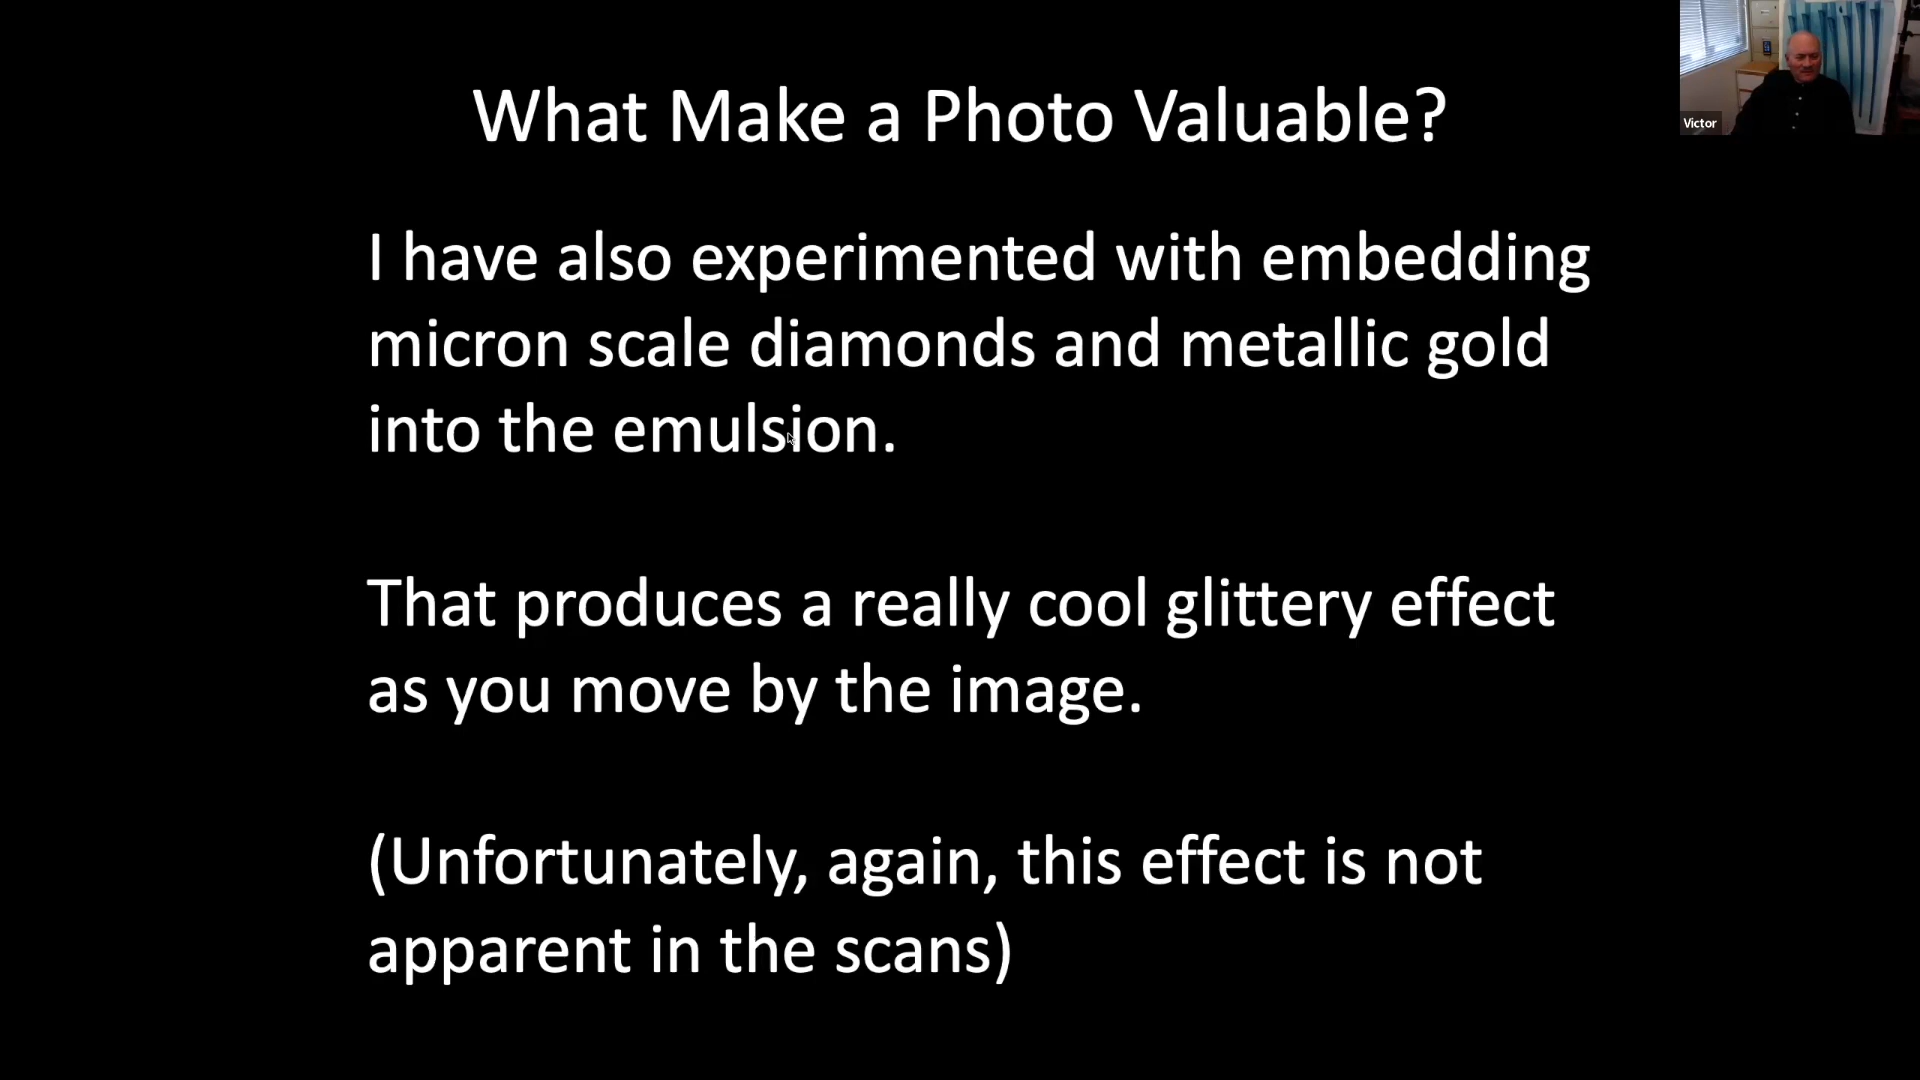 What Make a Photo Valuable?
Victor
I have also experimented with embedding
micron scale diamonds and metallic gold
into the emulsion.
That produces a really cool glittery effect
as you move by the image.
(Unfortunately, again, this effect is not
apparent in the scans)